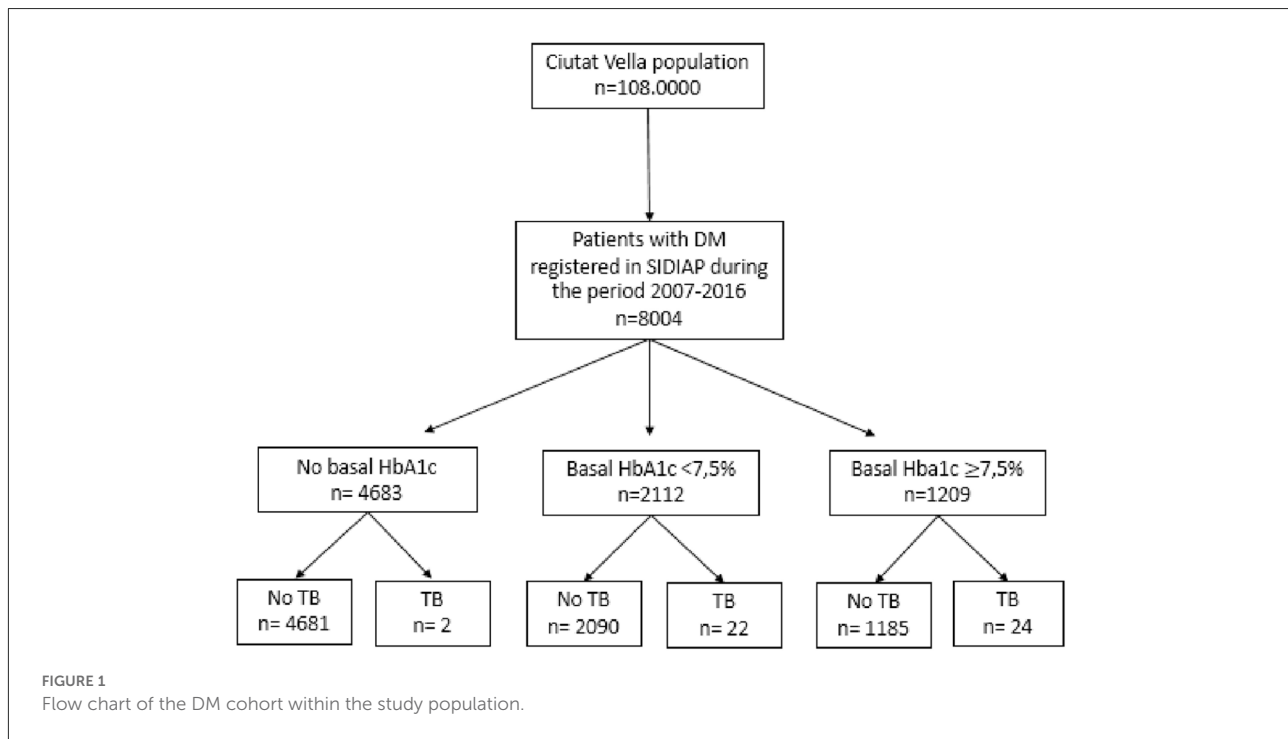 Ciutat Vella population
n=108.0000
Patients with DM
registered in SIDIAP during
the period 2007-2016
n=8004
No basal HbA1c
n= 4683
Basal HbA1c <7,5%
n=2112
Basal Hba1c ≥7,5%
n=1209
No TB
n= 4681
TB
n= 2
No TB
n= 2090
TB
n= 22
No TB
n= 1185
TB
n= 24
FIGURE 1
Flow chart of the DM cohort within the study population.